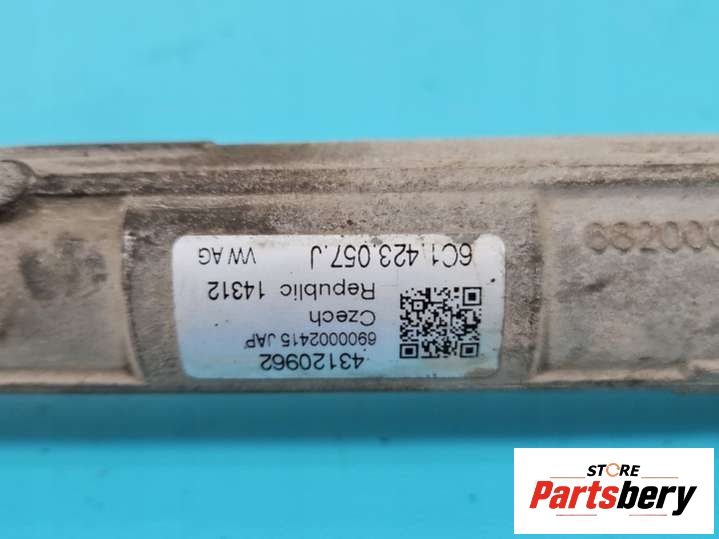 43120962
6900002415 JAP
Czech
Republic 14312
6C1.423.057.J VW AG
STORE
Partsbery